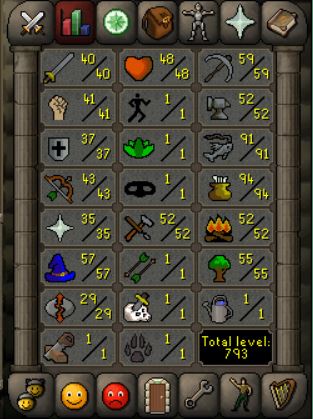 40/40 48/48 59/59
41/41 1/1 52/52
37/37 1/1 91/91
43/43 1/1 94/94
35/35 52/52 52/52
57/57 1/1 55/55
29/29 1/1 1/1
1/1 1/1 Total level:
793